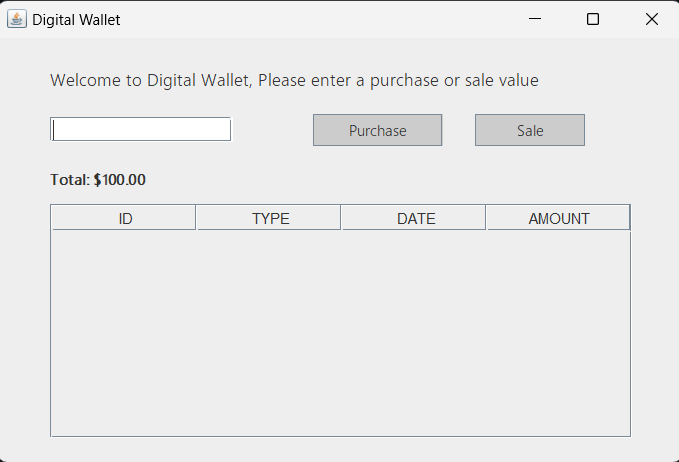 Digital Wallet
Welcome to Digital Wallet, Please enter a purchase or sale value
Purchase Sale
Total: $100.00
ID TYPE DATE AMOUNT